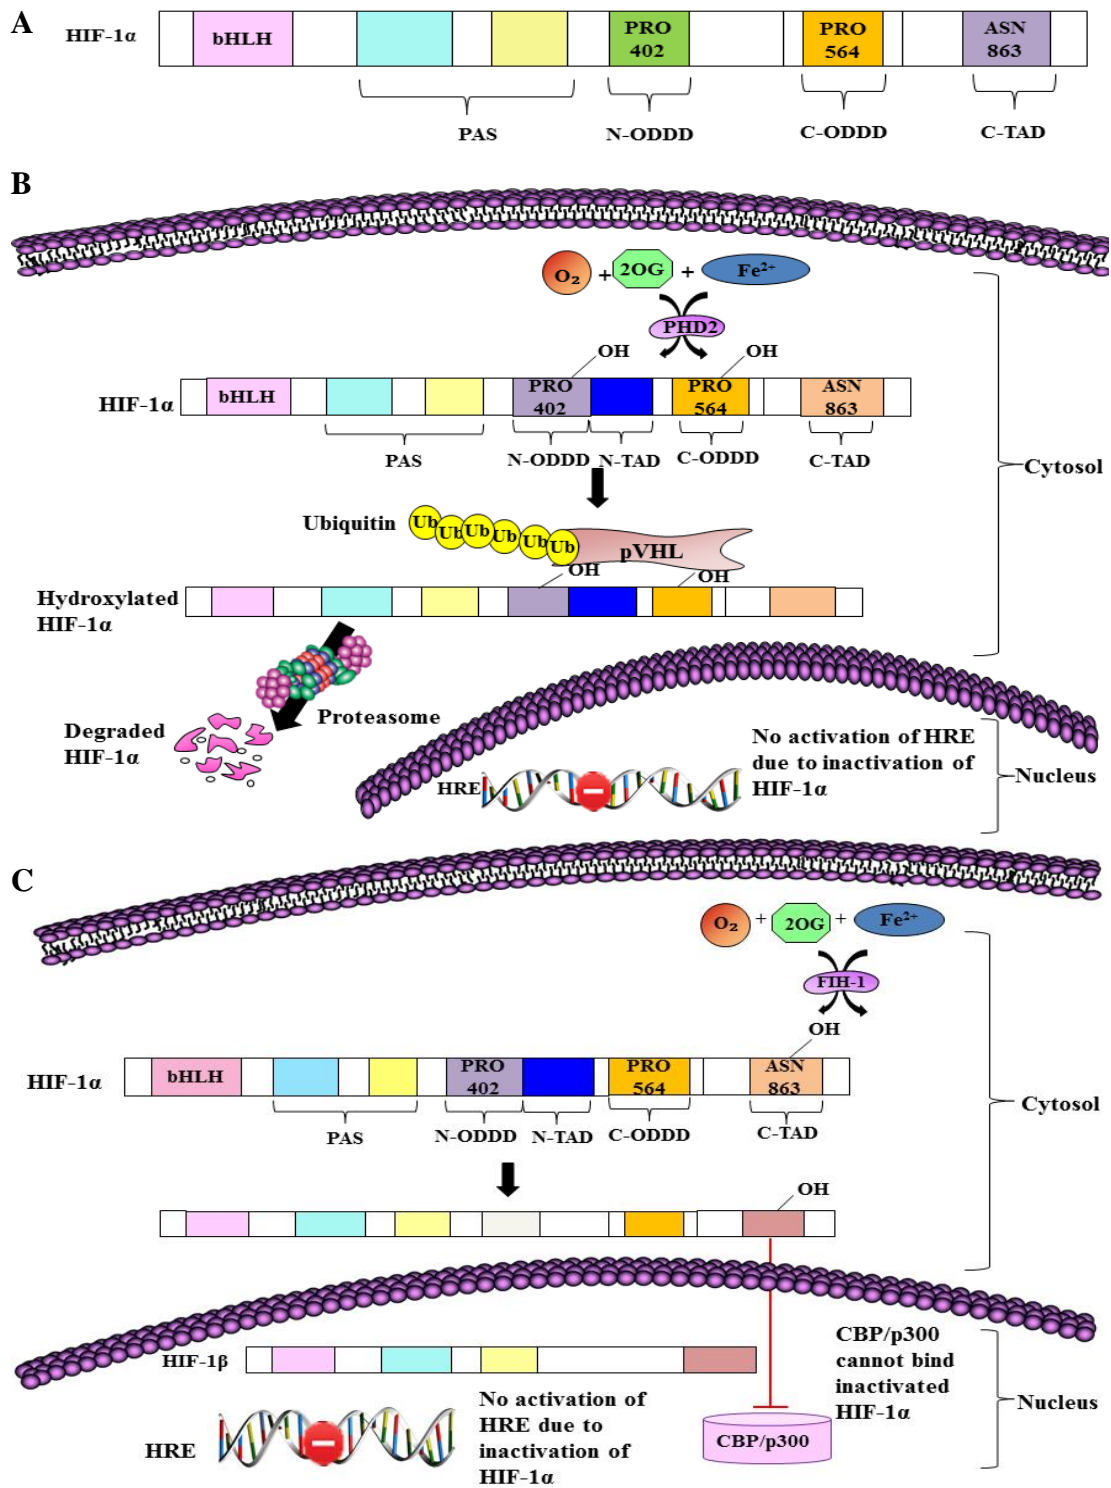 A
HIF-1α
bHLH
PRO
402
PRO
564
ASN
863
PAS
N-ODDD
C-ODDD
C-TAD
B
O₂
+
2OG
+
Fe²⁺
PHD2
OH
OH
HIF-1α
bHLH
PRO
402
PRO
564
ASN
863
PAS
N-ODDD
N-TAD
C-ODDD
C-TAD
Cytosol
Ubiquitin
Ub
Ub
Ub
Ub
Ub
Ub
pVHL
OH
OH
Hydroxylated
HIF-1α
Proteasome
Degraded
HIF-1α
No activation of HRE
due to inactivation of
HIF-1α
HRE
Nucleus
C
O₂
+
2OG
+
Fe²⁺
FIH-1
OH
HIF-1α
bHLH
PRO
402
PRO
564
ASN
863
PAS
N-ODDD
N-TAD
C-ODDD
C-TAD
Cytosol
OH
HIF-1β
CBP/p300
cannot bind
inactivated
HIF-1α
Nucleus
No activation of
HRE due to
inactivation of
HIF-1α
HRE
CBP/p300